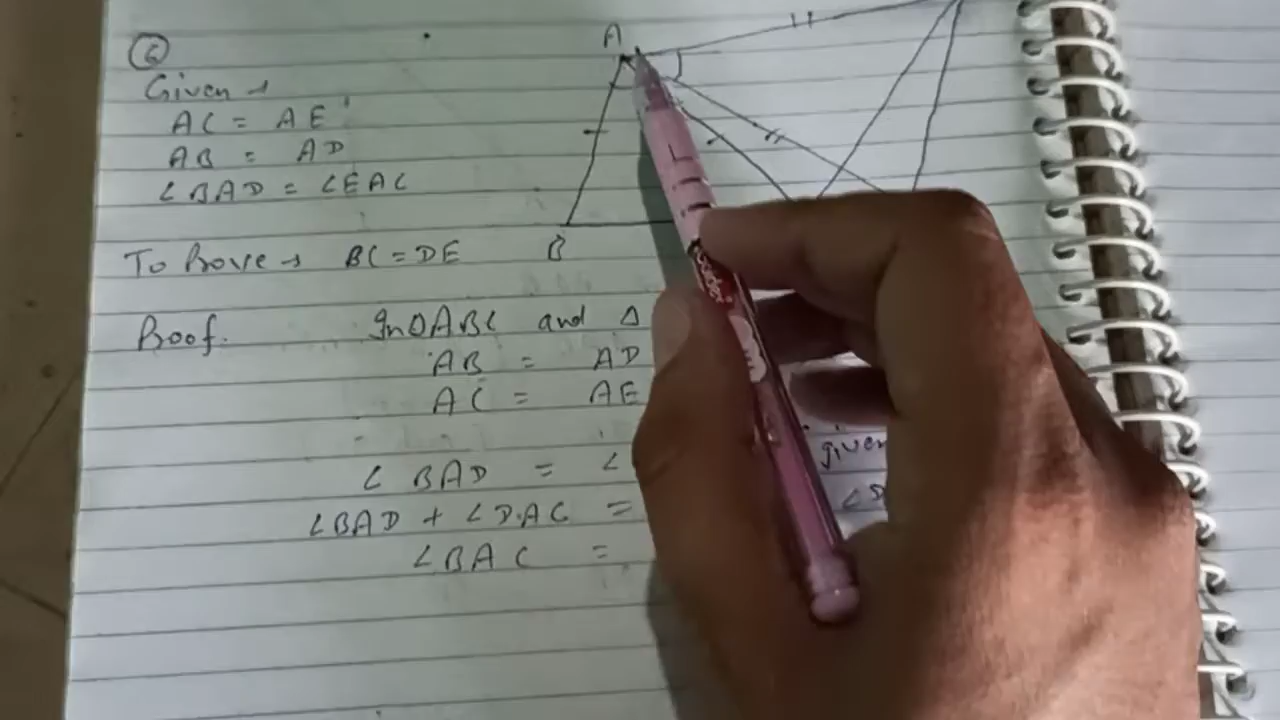 6
Given →
AC = AE
AB = AD
∠BAD = ∠EAC
To Prove → BC = DE
Proof.
In ΔABC and Δ
AB = AD
AC = AE
given
∠ BAD = ∠
∠BAD + ∠DAC = ∠D
∠BAC =
A
B